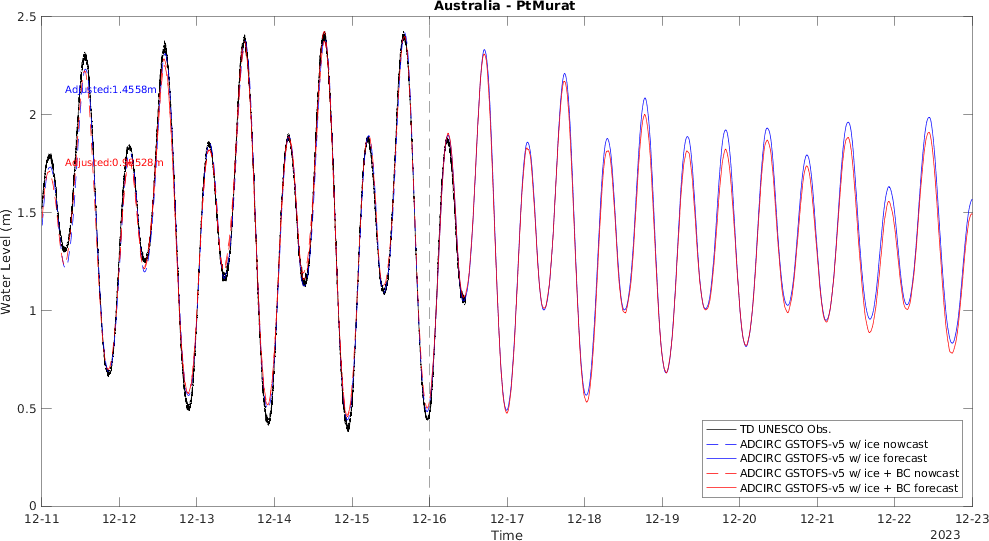 Australia - PtMurat
2.5
2
1.5
1
0.5
0
Water Level (m)
Adjusted:1.4558m
12-11
12-12
12-13
12-14
12-15
12-16
12-17
12-18
12-19
12-20
12-21
12-22
12-23
Time
2023
TD UNESCO Obs.
ADCIRC GSTOFS-v5 w/ ice nowcast
ADCIRC GSTOFS-v5 w/ ice forecast
ADCIRC GSTOFS-v5 w/ ice + BC nowcast
ADCIRC GSTOFS-v5 w/ ice + BC forecast